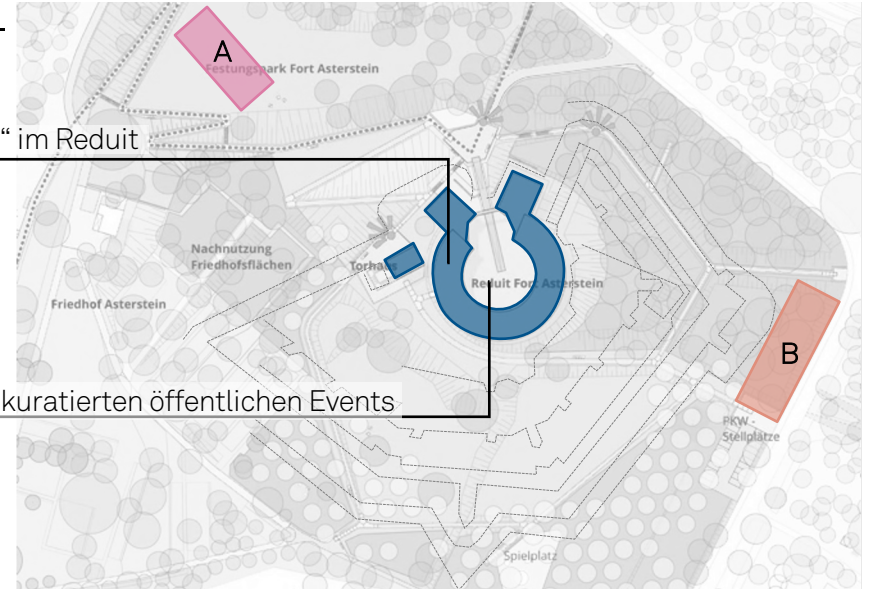 A
Festungspark Fort Asterstein
“ im Reduit
Nachnutzung
Friedhofsflächen
Torhaus
Reduit Fort Asterstein
Friedhof Asterstein
B
kuratierten öffentlichen Events
PKW -
Stellplätze
Spielplatz